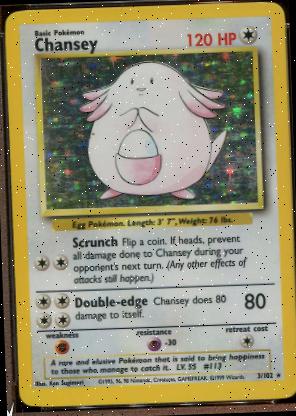 Basic Pokémon
Chansey
120 HP
Egg Pokémon. Length: 3' 7", Weight: 76 lbs.
Scrunch Flip a coin. If heads, prevent
all damage done to Chansey during your
opponent's next turn. (Any other effects of
attacks still happen.)
Double-edge Chansey does 80
damage to itself.
80
weakness
resistance
retreat cost
-30
A rare and elusive Pokémon that is said to bring happiness
to those who manage to catch it. LV. 55 #113
Illus. Ken Sugimori
©1995, 96, 98 Nintendo, Creatures, GAMEFREAK. ©1999 Wizards.
3/102